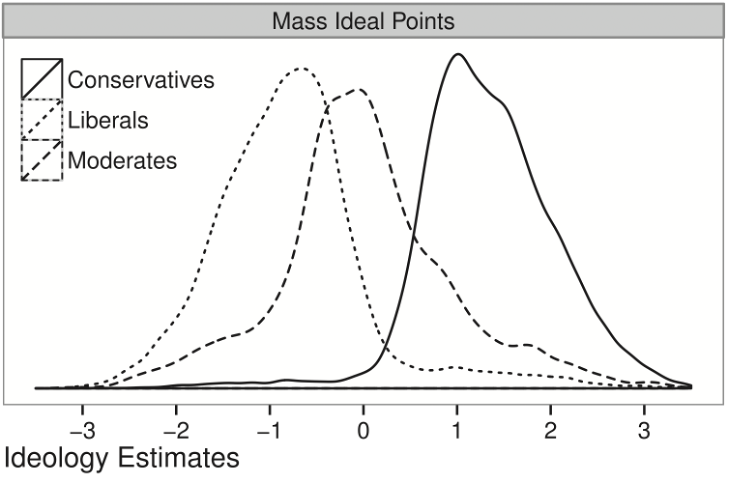 Mass Ideal Points
Conservatives
Liberals
Moderates
−3 −2 −1 0 1 2 3
Ideology Estimates